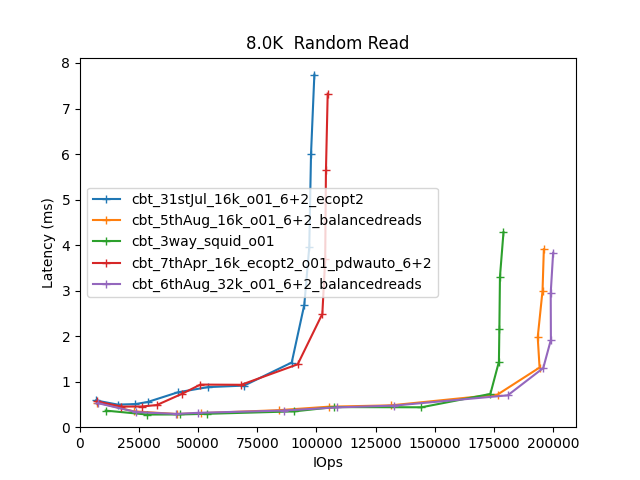 8.0K  Random Read
Latency (ms)
8
7
6
5
4
3
2
1
0
cbt_31stJul_16k_o01_6+2_ecopt2
cbt_5thAug_16k_o01_6+2_balancedreads
cbt_3way_squid_o01
cbt_7thApr_16k_ecopt2_o01_pdwauto_6+2
cbt_6thAug_32k_o01_6+2_balancedreads
0 25000 50000 75000 100000 125000 150000 175000 200000
IOps